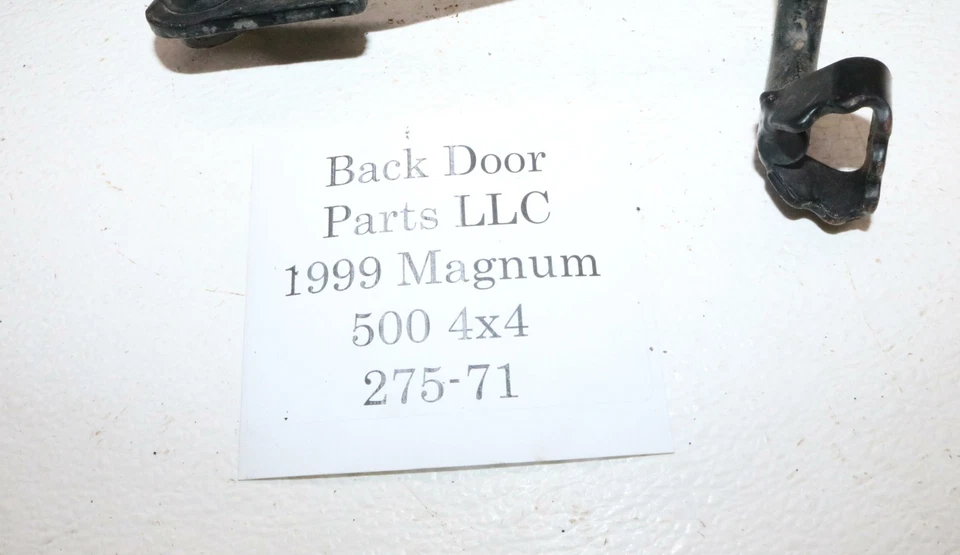 Back Door
Parts LLC
1999 Magnum
500 4x4
275-71